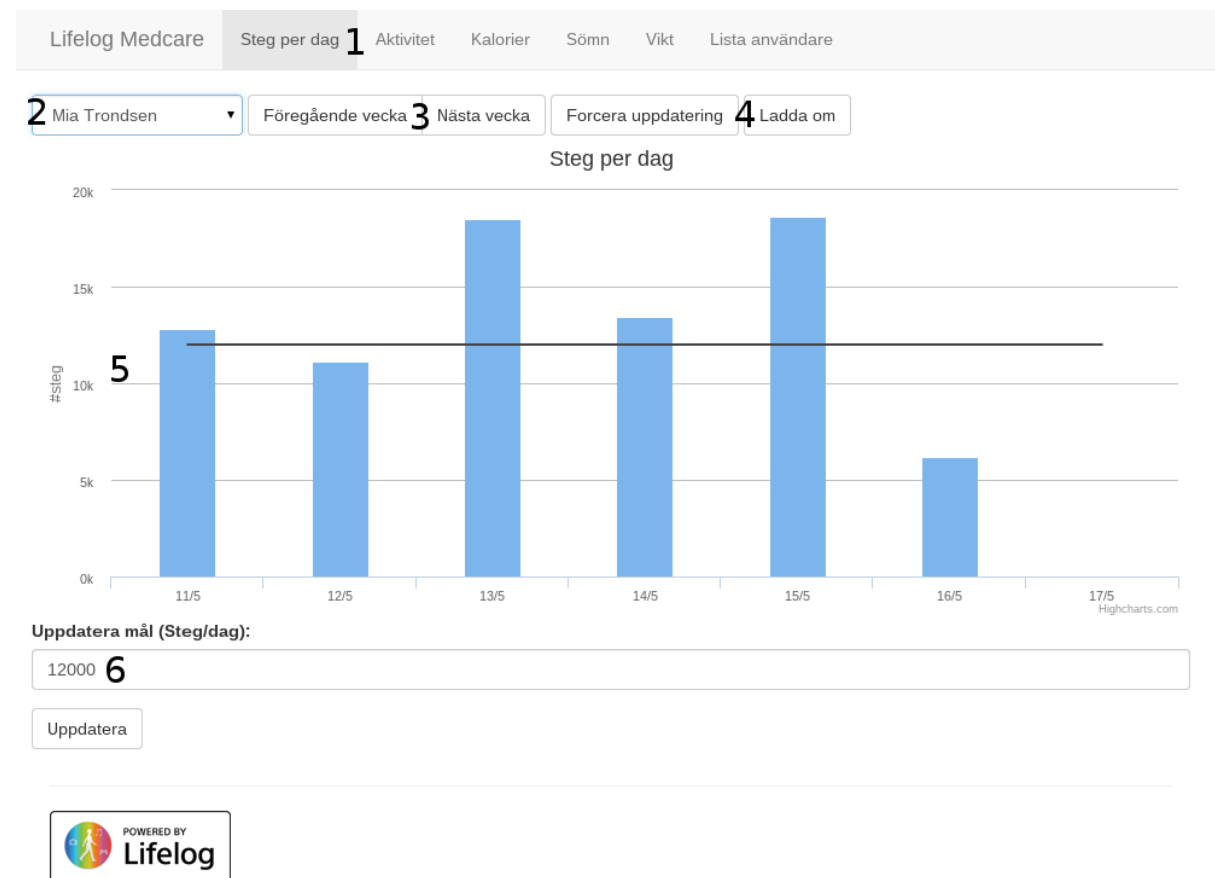 Lifelog Medcare Steg per dag 1 Aktivitet Kalorier Sömn Vikt Lista användare
2 Mia Trondsen Föregående vecka 3 Nästa vecka Forcera uppdatering 4 Ladda om
Steg per dag
20k
15k
5
#steg
10k
5k
0k
11/5 12/5 13/5 14/5 15/5 16/5 17/5
Highcharts.com
Uppdatera mål (Steg/dag):
12000 6
Uppdatera
POWERED BY
Lifelog